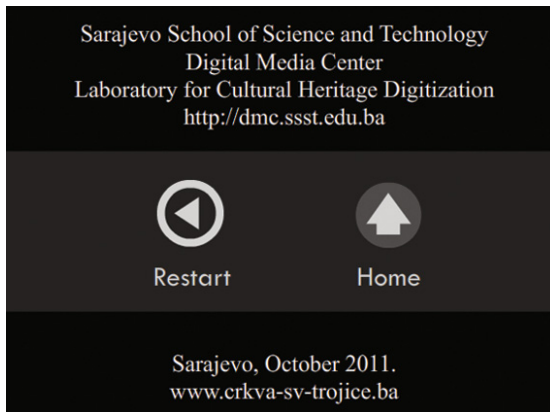 Sarajevo School of Science and Technology
Digital Media Center
Laboratory for Cultural Heritage Digitization
http://dmc.ssst.edu.ba
Restart Home
Sarajevo, October 2011.
www.crkva-sv-trojice.ba